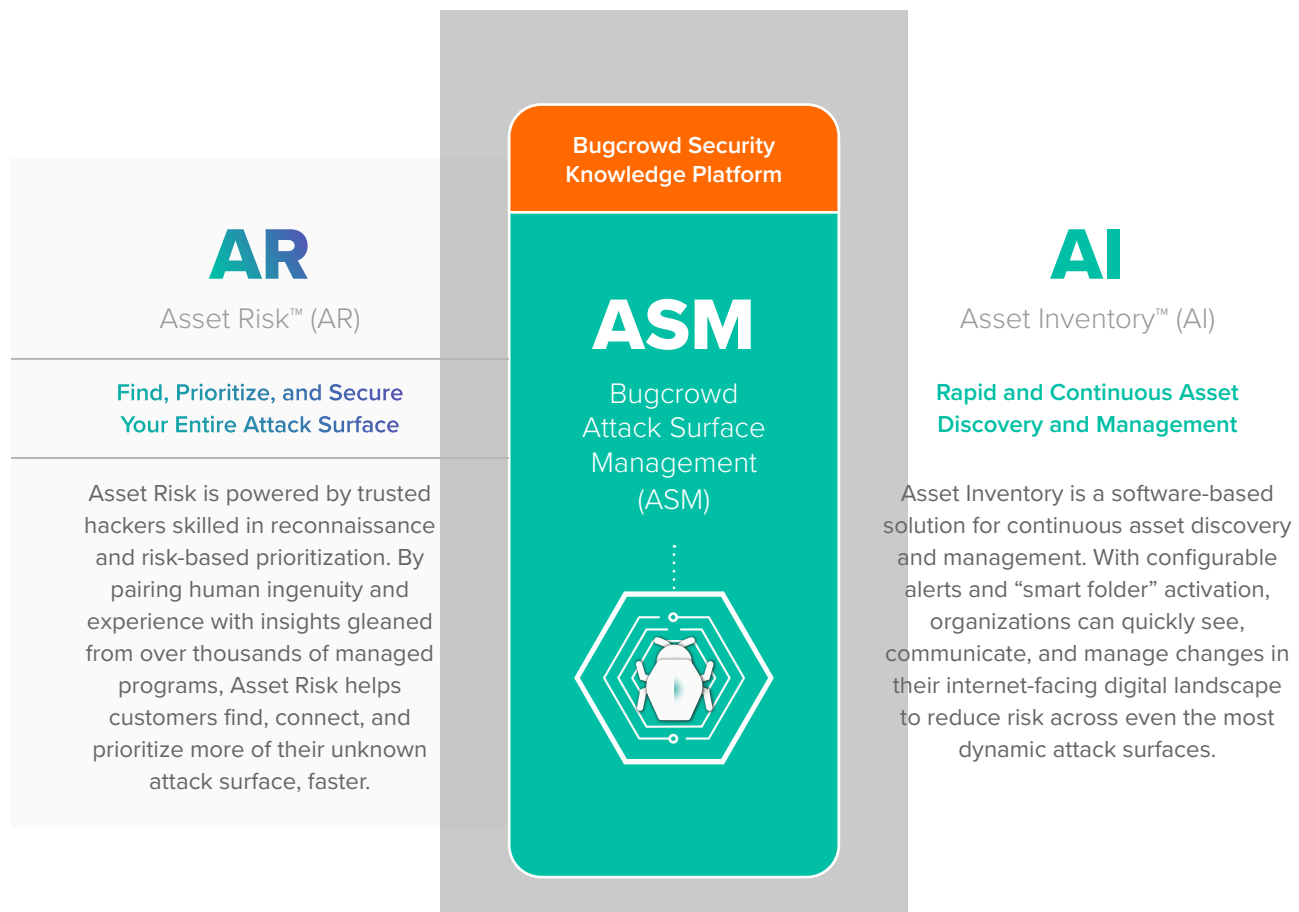 AR
Asset Risk™ (AR)
Find, Prioritize, and Secure
Your Entire Attack Surface
Asset Risk is powered by trusted
hackers skilled in reconnaissance
and risk-based prioritization. By
pairing human ingenuity and
experience with insights gleaned
from over thousands of managed
programs, Asset Risk helps
customers find, connect, and
prioritize more of their unknown
attack surface, faster.
Bugcrowd Security
Knowledge Platform
ASM
Bugcrowd
Attack Surface
Management
(ASM)
AI
Asset Inventory™ (AI)
Rapid and Continuous Asset
Discovery and Management
Asset Inventory is a software-based
solution for continuous asset discovery
and management. With configurable
alerts and “smart folder” activation,
organizations can quickly see,
communicate, and manage changes in
their internet-facing digital landscape
to reduce risk across even the most
dynamic attack surfaces.